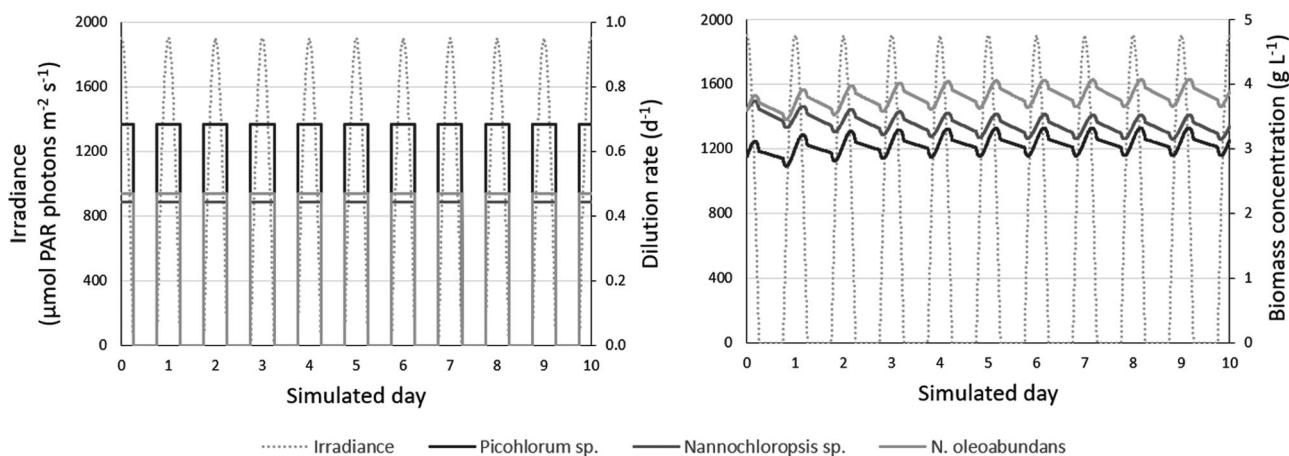 2000
1600
1200
800
400
0
Irradiance
(µmol PAR photons m⁻² s⁻¹)
1.0
0.8
0.6
0.4
0.2
0.0
Dilution rate (d⁻¹)
0 1 2 3 4 5 6 7 8 9 10
Simulated day
2000
1600
1200
800
400
0
5
4
3
2
1
0
Biomass concentration (g L⁻¹)
0 1 2 3 4 5 6 7 8 9 10
Simulated day
Irradiance Picohlorum sp. Nannochloropsis sp. N. oleoabundans